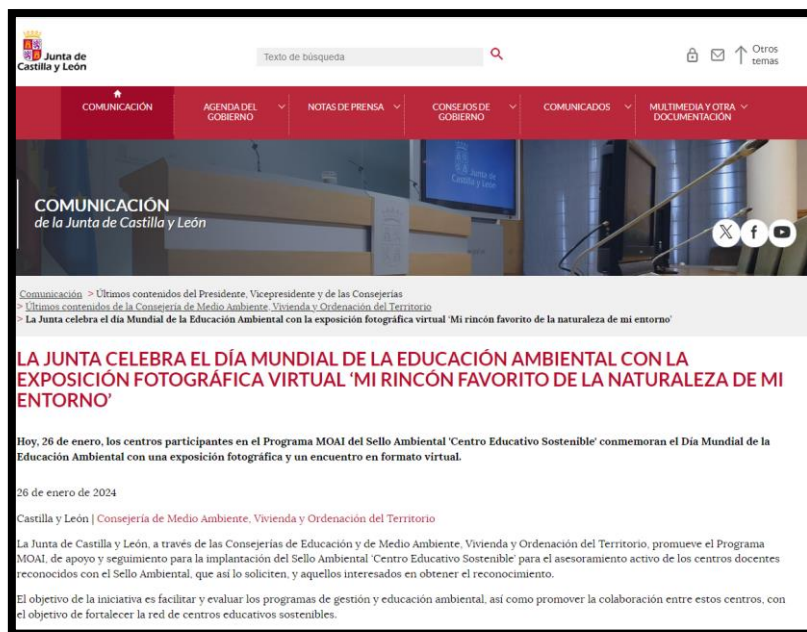 Junta de
Castilla y León
Texto de búsqueda
Otros
temas
COMUNICACIÓN
AGENDA DEL
GOBIERNO
NOTAS DE PRENSA
CONSEJOS DE
GOBIERNO
COMUNICADOS
MULTIMEDIA Y OTRA
DOCUMENTACIÓN
Junta de
Castilla y León
COMUNICACIÓN
de la Junta de Castilla y León
Comunicación > Últimos contenidos del Presidente, Vicepresidente y de las Consejerías
> Últimos contenidos de la Consejería de Medio Ambiente, Vivienda y Ordenación del Territorio
> La Junta celebra el día Mundial de la Educación Ambiental con la exposición fotográfica virtual 'Mi rincón favorito de la naturaleza de mi entorno'
LA JUNTA CELEBRA EL DÍA MUNDIAL DE LA EDUCACIÓN AMBIENTAL CON LA
EXPOSICIÓN FOTOGRÁFICA VIRTUAL ‘MI RINCÓN FAVORITO DE LA NATURALEZA DE MI
ENTORNO’
Hoy, 26 de enero, los centros participantes en el Programa MOAI del Sello Ambiental 'Centro Educativo Sostenible' conmemoran el Día Mundial de la
Educación Ambiental con una exposición fotográfica y un encuentro en formato virtual.
26 de enero de 2024
Castilla y León | Consejería de Medio Ambiente, Vivienda y Ordenación del Territorio
La Junta de Castilla y León, a través de las Consejerías de Educación y de Medio Ambiente, Vivienda y Ordenación del Territorio, promueve el Programa
MOAI, de apoyo y seguimiento para la implantación del Sello Ambiental 'Centro Educativo Sostenible' para el asesoramiento activo de los centros docentes
reconocidos con el Sello Ambiental, que así lo soliciten, y aquellos interesados en obtener el reconocimiento.
El objetivo de la iniciativa es facilitar y evaluar los programas de gestión y educación ambiental, así como promover la colaboración entre estos centros, con
el objetivo de fortalecer la red de centros educativos sostenibles.